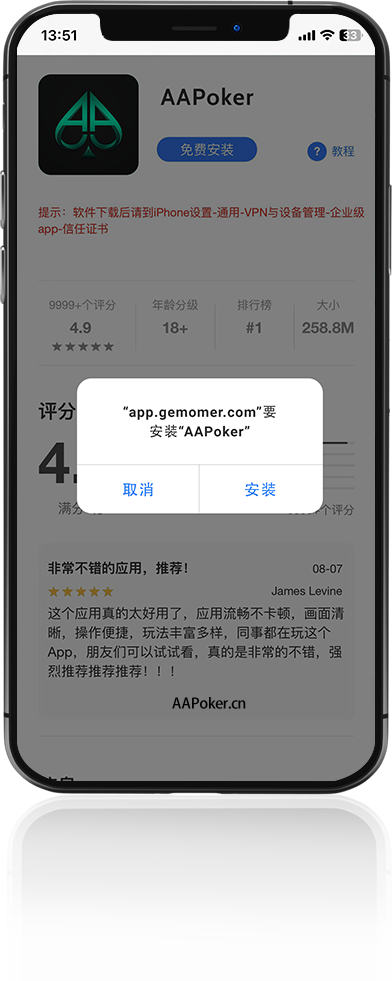 13:51
33
AAPoker
免费安装
? 教程
提示：软件下载后请到iPhone设置-通用-VPN与设备管理-企业级
app-信任证书
9999+个评分
年龄分级
排行榜
大小
4.9
18+
#1
258.8M
★★★★★
评分
“app.gemomer.com”要
安装“AAPoker”
4.
取消
安装
满分
个评分
非常不错的应用，推荐！
08-07
★★★★★
James Levine
这个应用真的太好用了，应用流畅不卡顿，画面清
晰，操作便捷，玩法丰富多样，同事都在玩这个
App，朋友们可以试试看，真的是非常的不错，强
烈推荐推荐推荐！！！
AAPoker.cn